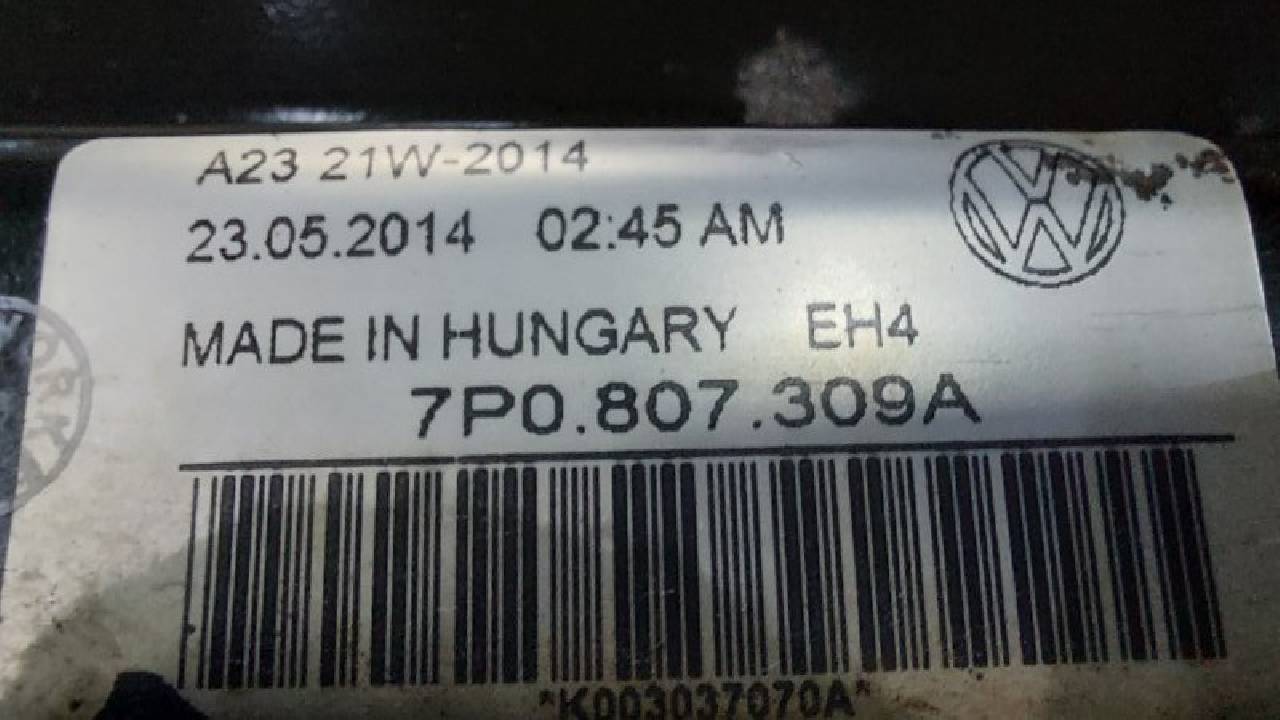 A23 21W-2014
23.05.2014 02:45 AM
MADE IN HUNGARY EH4
7P0.807.309A
*K003037070A*